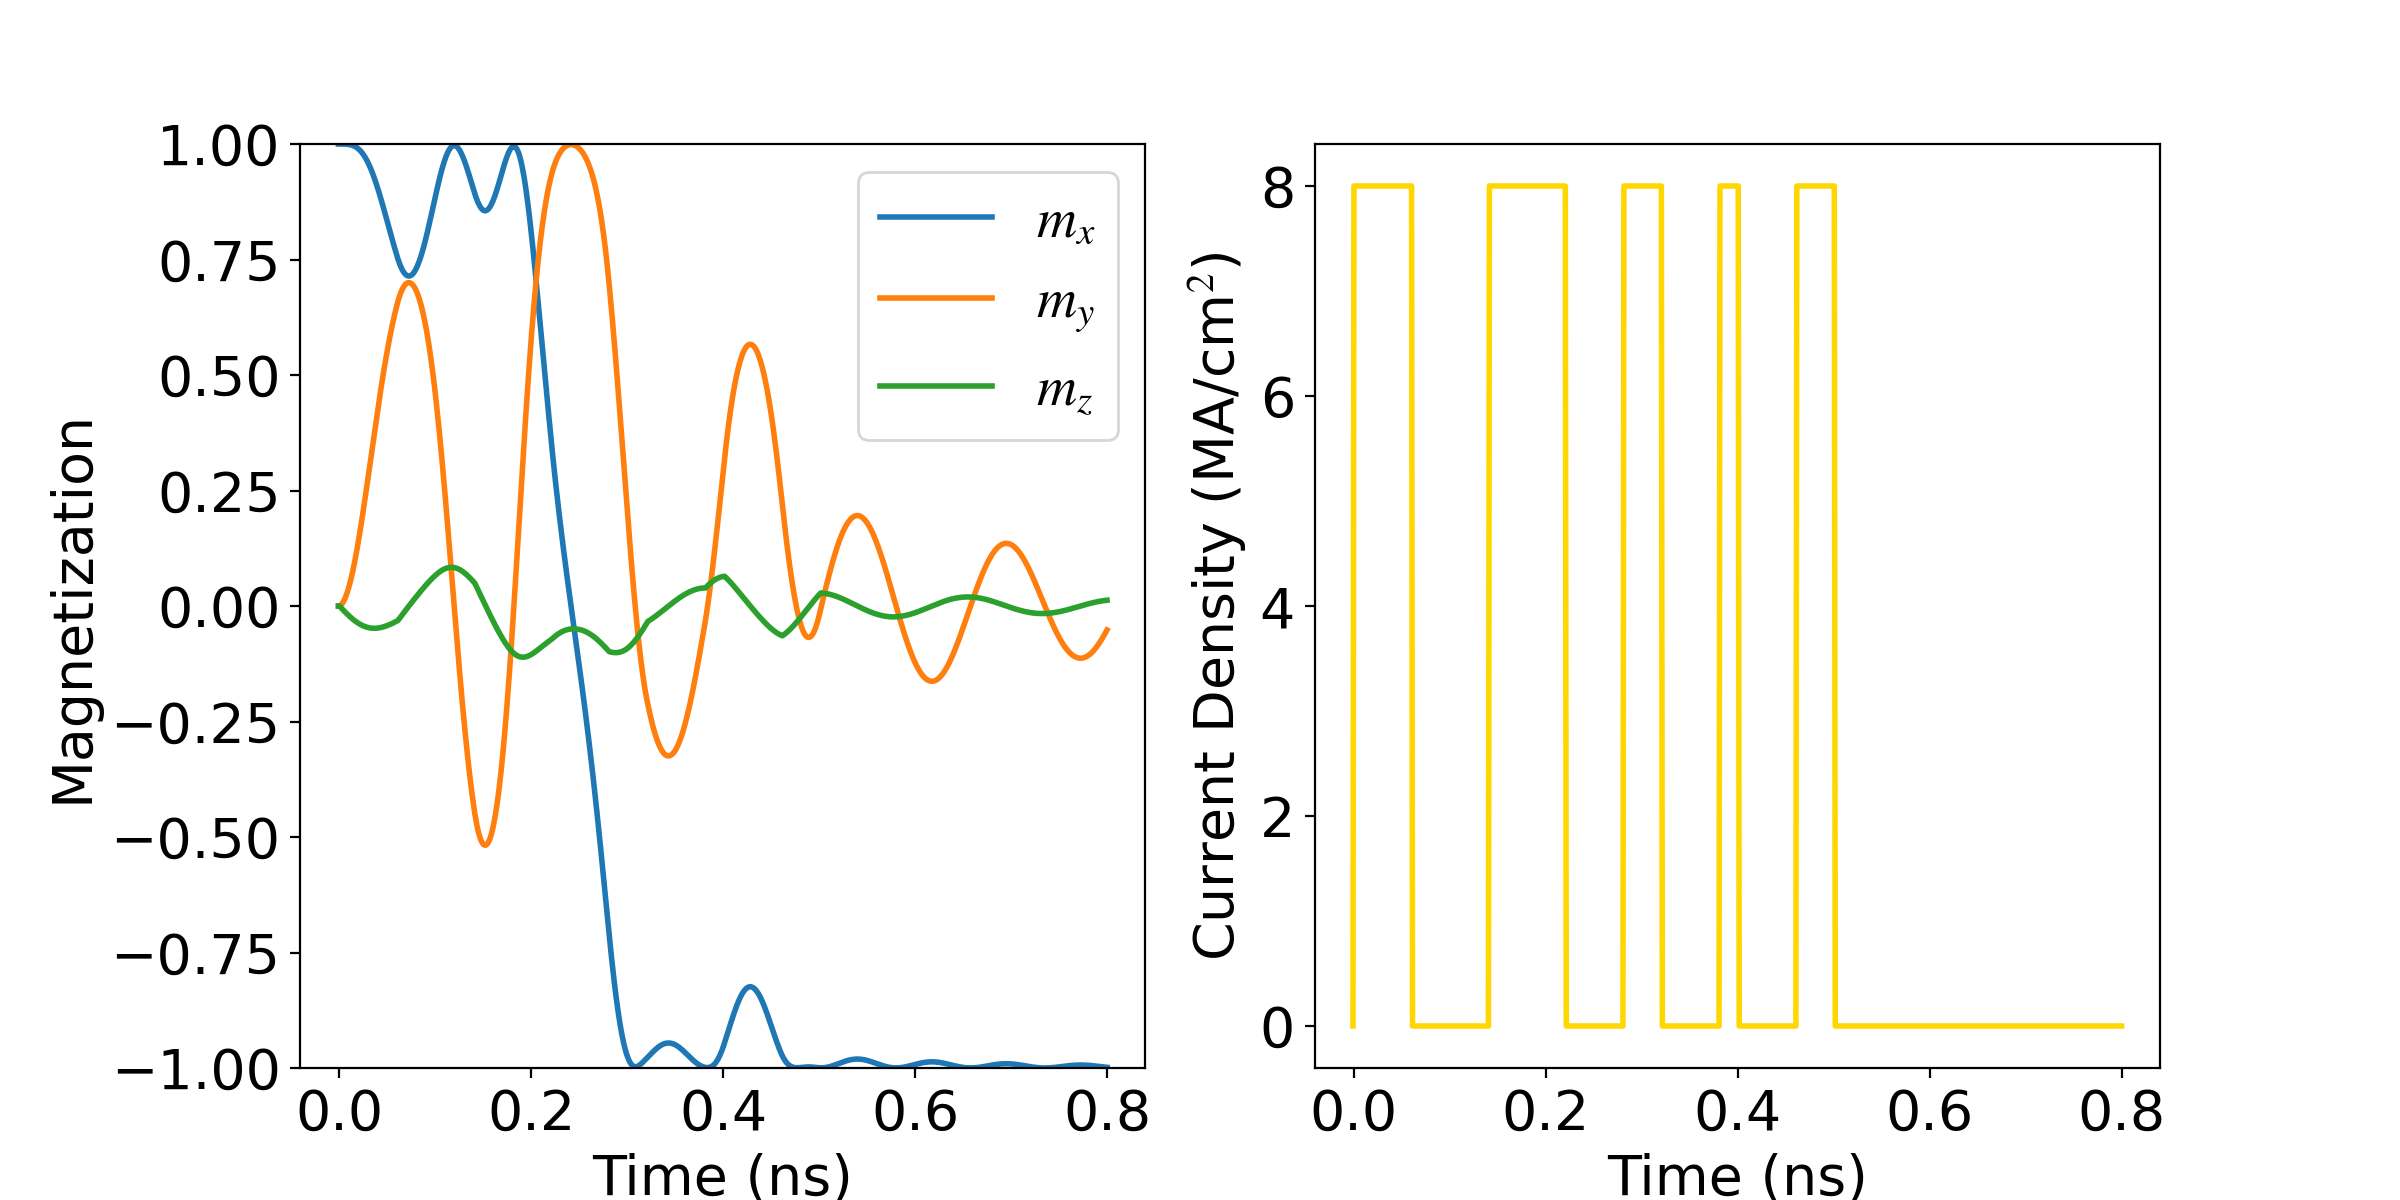 1.00
0.75
0.50
0.25
0.00
−0.25
−0.50
−0.75
−1.00
Magnetization
0.0 0.2 0.4 0.6 0.8
Time (ns)
m_x
m_y
m_z
8
6
4
2
0
Current Density (MA/cm²)
0.0 0.2 0.4 0.6 0.8
Time (ns)